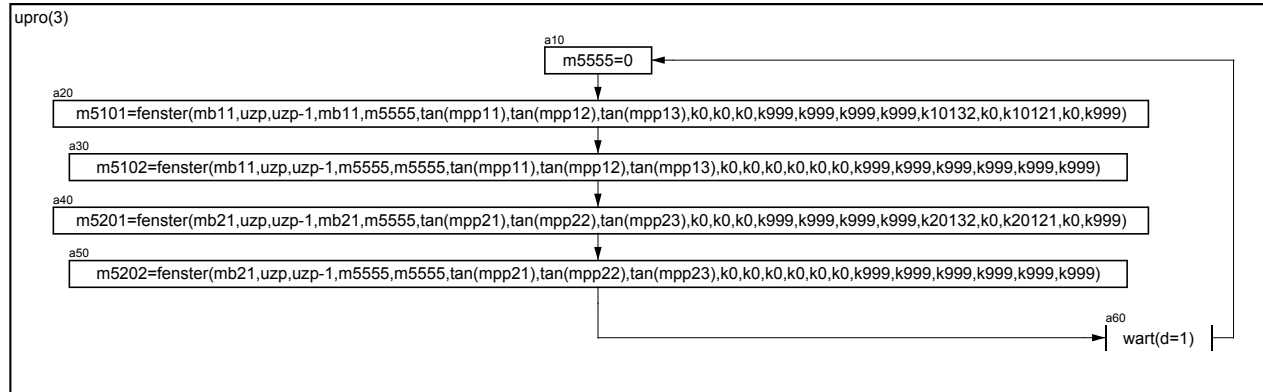 upro(3)
a10
m5555=0
a20
m5101=fenster(mb11,uzp,uzp-1,mb11,m5555,tan(mpp11),tan(mpp12),tan(mpp13),k0,k0,k0,k999,k999,k999,k999,k10132,k0,k10121,k0,k999)
a30
m5102=fenster(mb11,uzp,uzp-1,m5555,m5555,tan(mpp11),tan(mpp12),tan(mpp13),k0,k0,k0,k0,k0,k0,k999,k999,k999,k999,k999,k999)
a40
m5201=fenster(mb21,uzp,uzp-1,mb21,m5555,tan(mpp21),tan(mpp22),tan(mpp23),k0,k0,k0,k999,k999,k999,k999,k20132,k0,k20121,k0,k999)
a50
m5202=fenster(mb21,uzp,uzp-1,m5555,m5555,tan(mpp21),tan(mpp22),tan(mpp23),k0,k0,k0,k0,k0,k0,k999,k999,k999,k999,k999,k999)
a60
wart(d=1)